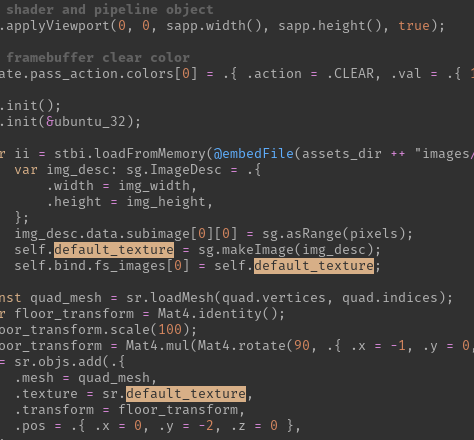 shader and pipeline object
.applyViewport(0, 0, sapp.width(), sapp.height(), true);
framebuffer clear color
ate.pass_action.colors[0] = .{ .action = .CLEAR, .val = .{ 1
.init();
.init(&ubuntu_32);
r ii = stbi.loadFromMemory(@embedFile(assets_dir ++ "images/
var img_desc: sg.ImageDesc = .{
.width = img_width,
.height = img_height,
};
img_desc.data.subimage[0][0] = sg.asRange(pixels);
self.default_texture = sg.makeImage(img_desc);
self.bind.fs_images[0] = self.default_texture;
nst quad_mesh = sr.loadMesh(quad.vertices, quad.indices);
r floor_transform = Mat4.identity();
oor_transform.scale(100);
oor_transform = Mat4.mul(Mat4.rotate(90, .{ .x = -1, .y = 0,
= sr.objs.add(.{
.mesh = quad_mesh,
.texture = sr.default_texture,
.transform = floor_transform,
.pos = .{ .x = 0, .y = -2, .z = 0 },